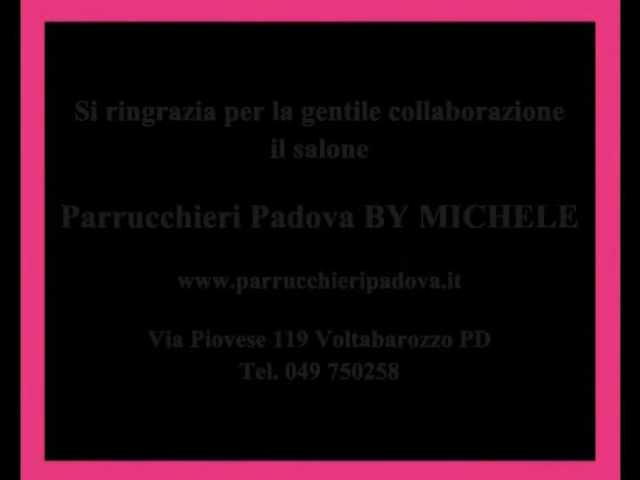 Si ringrazia per la gentile collaborazione
il salone
Parrucchieri Padova BY MICHELE
www.parrucchieripadova.it
Via Piovese 119 Voltabarozzo PD
Tel. 049 750258